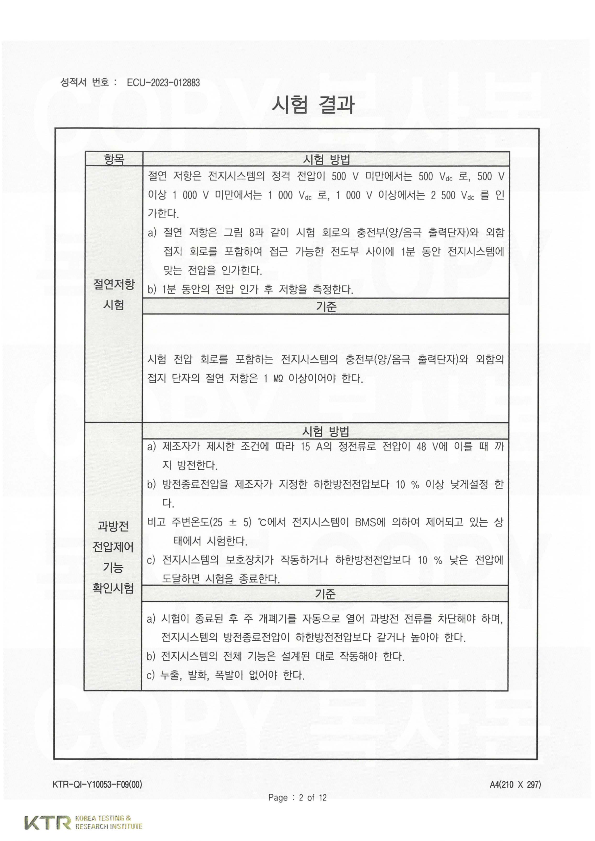 성적서 번호 : ECU-2023-012883
시험 결과
항목
시험 방법
절연저항
시험
절연 저항은 전지시스템의 정격 전압이 500 V 미만에서는 500 Vdc 로, 500 V
이상 1 000 V 미만에서는 1 000 Vdc 로, 1 000 V 이상에서는 2 500 Vdc 를 인
가한다.
a) 절연 저항은 그림 8과 같이 시험 회로의 충전부(양/음극 출력단자)와 외함
접지 회로를 포함하여 접근 가능한 전도부 사이에 1분 동안 전지시스템에
맞는 전압을 인가한다.
b) 1분 동안의 전압 인가 후 저항을 측정한다.
기준
시험 전압 회로를 포함하는 전지시스템의 충전부(양/음극 출력단자)와 외함의
접지 단자의 절연 저항은 1 MΩ 이상이어야 한다.
과방전
전압제어
기능
확인시험
시험 방법
a) 제조자가 제시한 조건에 따라 15 A의 정전류로 전압이 48 V에 이를 때 까
지 방전한다.
b) 방전종료전압을 제조자가 지정한 하한방전전압보다 10 % 이상 낮게설정 한
다.
비고 주변온도(25 ± 5) ℃에서 전지시스템이 BMS에 의하여 제어되고 있는 상
태에서 시험한다.
c) 전지시스템의 보호장치가 작동하거나 하한방전전압보다 10 % 낮은 전압에
도달하면 시험을 종료한다.
기준
a) 시험이 종료된 후 주 개폐기를 자동으로 열어 과방전 전류를 차단해야 하며,
전지시스템의 방전종료전압이 하한방전전압보다 같거나 높아야 한다.
b) 전지시스템의 전체 기능은 설계된 대로 작동해야 한다.
c) 누출, 발화, 폭발이 없어야 한다.
COPY 복사본
KTR-QI-Y10053-F09(00)
A4(210 X 297)
Page : 2 of 12
KTR KOREA TESTING &
RESEARCH INSTITUTE